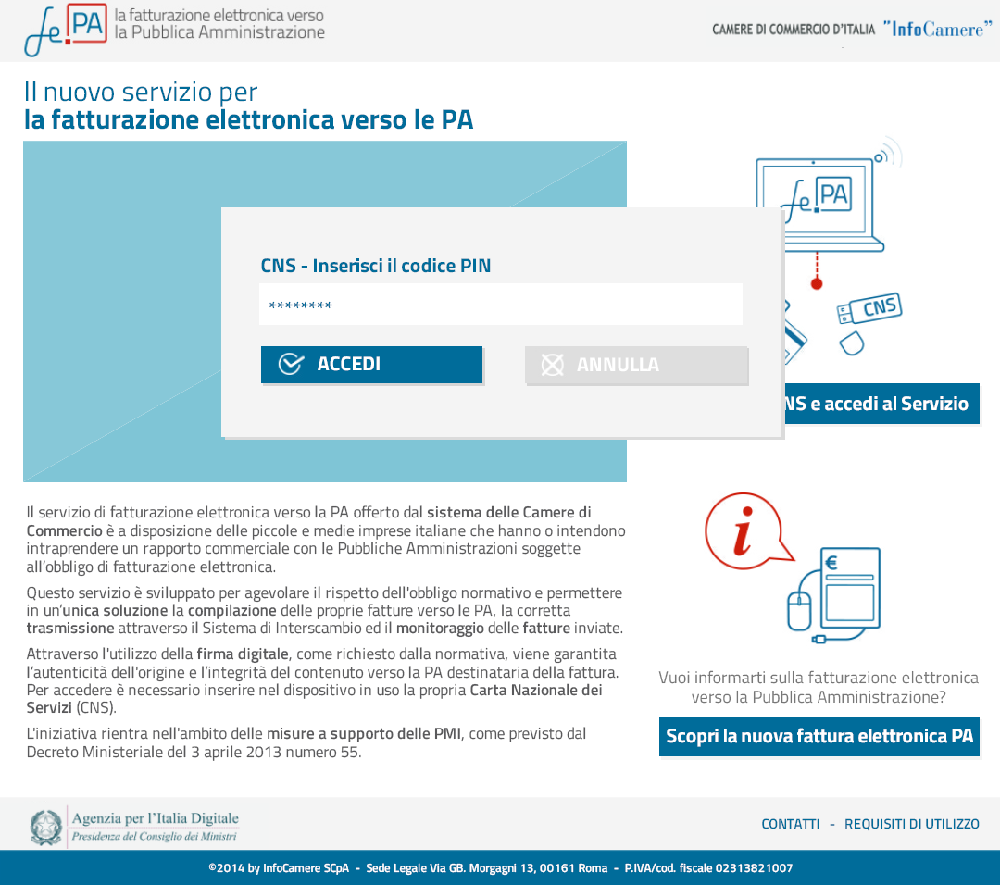 fe.PA
la fatturazione elettronica verso
la Pubblica Amministrazione
CAMERE DI COMMERCIO D'ITALIA "InfoCamere"
Il nuovo servizio per
la fatturazione elettronica verso le PA
fe.PA
CNS - Inserisci il codice PIN
********
ACCEDI
ANNULLA
CNS
NS e accedi al Servizio
Il servizio di fatturazione elettronica verso la PA offerto dal sistema delle Camere di
Commercio è a disposizione delle piccole e medie imprese italiane che hanno o intendono
intraprendere un rapporto commerciale con le Pubbliche Amministrazioni soggette
all’obbligo di fatturazione elettronica.
Questo servizio è sviluppato per agevolare il rispetto dell'obbligo normativo e permettere
in un’unica soluzione la compilazione delle proprie fatture verso le PA, la corretta
trasmissione attraverso il Sistema di Interscambio ed il monitoraggio delle fatture inviate.
Attraverso l'utilizzo della firma digitale, come richiesto dalla normativa, viene garantita
l’autenticità dell'origine e l’integrità del contenuto verso la PA destinataria della fattura.
Per accedere è necessario inserire nel dispositivo in uso la propria Carta Nazionale dei
Servizi (CNS).
L'iniziativa rientra nell'ambito delle misure a supporto delle PMI, come previsto dal
Decreto Ministeriale del 3 aprile 2013 numero 55.
i
€
Vuoi informarti sulla fatturazione elettronica
verso la Pubblica Amministrazione?
Scopri la nuova fattura elettronica PA
Agenzia per l’Italia Digitale
Presidenza del Consiglio dei Ministri
CONTATTI - REQUISITI DI UTILIZZO
©2014 by InfoCamere SCpA - Sede Legale Via GB. Morgagni 13, 00161 Roma - P.IVA/cod. fiscale 02313821007